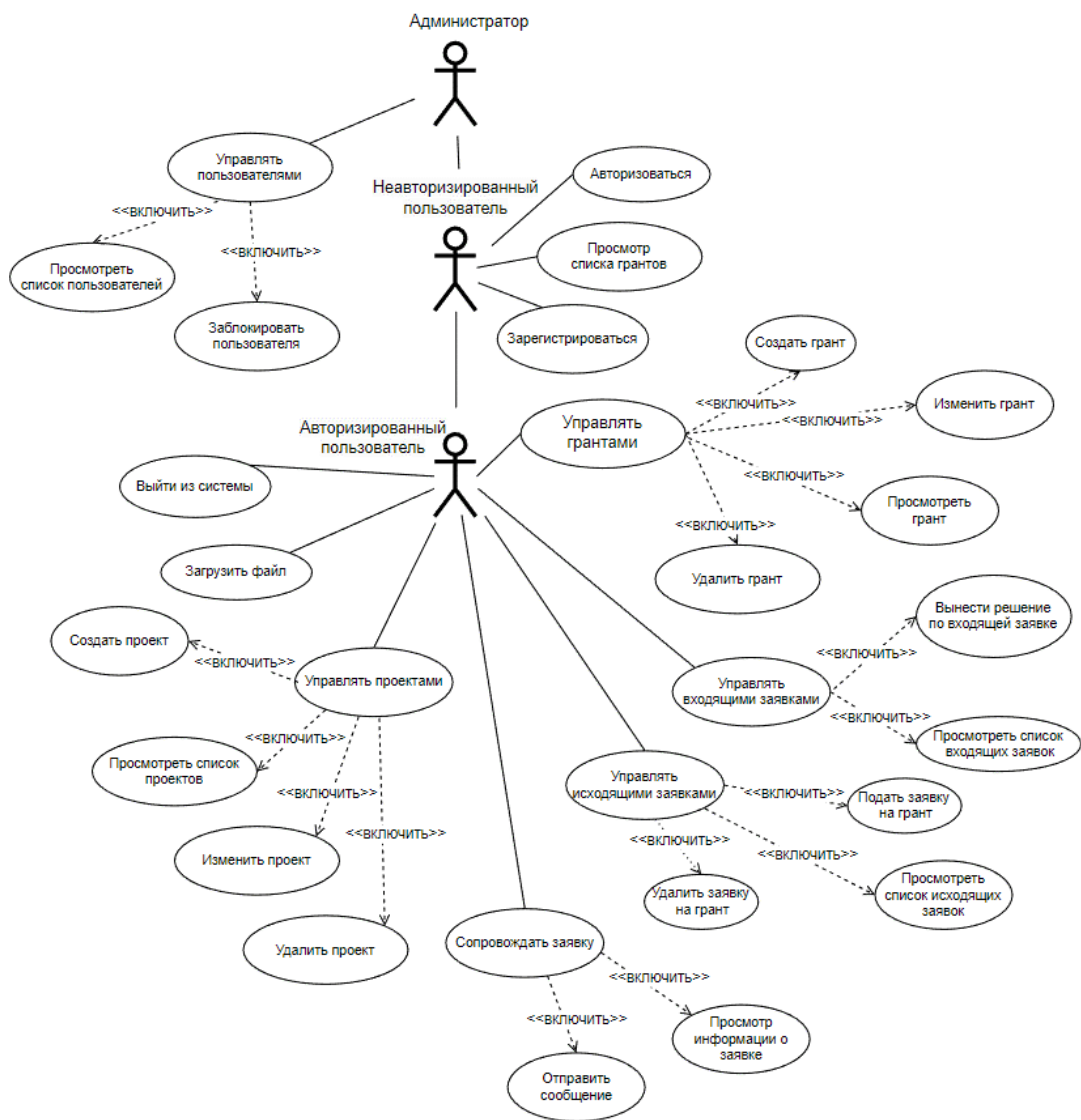 Администратор
Управлять
пользователями
<<включить>>
<<включить>>
Просмотреть
список пользователей
Заблокировать
пользователя
Неавторизированный
пользователь
Авторизоваться
Просмотр
списка грантов
Зарегистрироваться
Авторизированный
пользователь
Управлять
грантами
Создать грант
<<включить>>
<<включить>>
Изменить грант
<<включить>>
Просмотреть
грант
<<включить>>
Удалить грант
Выйти из системы
Загрузить файл
Создать проект
<<включить>>
Управлять проектами
<<включить>>
Просмотреть список
проектов
<<включить>>
<<включить>>
Изменить проект
Удалить проект
Вынести решение
по входящей заявке
<<включить>>
Управлять
входящими заявками
<<включить>>
Просмотреть список
входящих заявок
Управлять
исходящими заявками
<<включить>>
Подать заявку
на грант
<<включить>>
<<включить>>
Удалить заявку
на грант
Просмотреть
список исходящих
заявок
Сопровождать заявку
<<включить>>
<<включить>>
Просмотр
информации о
заявке
Отправить
сообщение